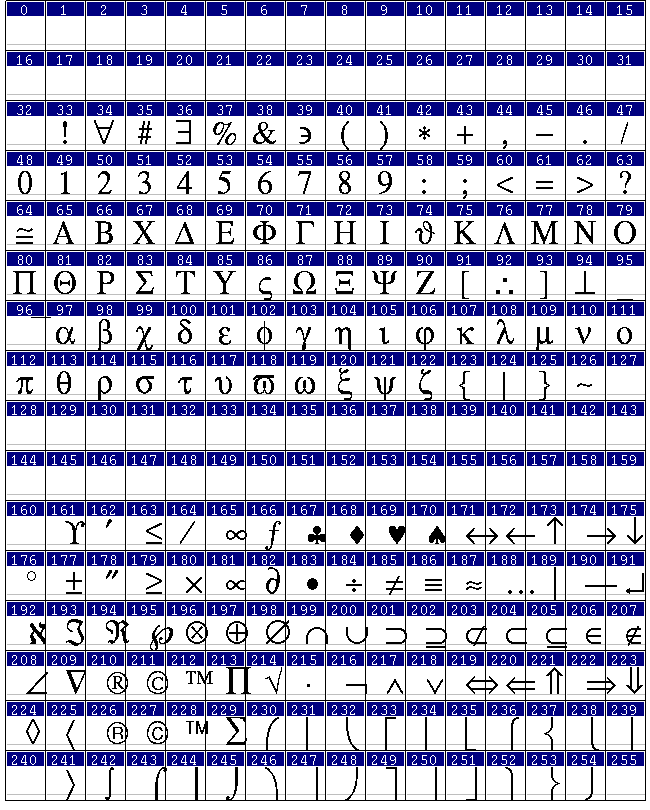 0 1 2 3 4 5 6 7 8 9 10 11 12 13 14 15
16 17 18 19 20 21 22 23 24 25 26 27 28 29 30 31
32 33 34 35 36 37 38 39 40 41 42 43 44 45 46 47
! ∀ # ∃ % & ∋ ( ) * + , − . /
48 49 50 51 52 53 54 55 56 57 58 59 60 61 62 63
0 1 2 3 4 5 6 7 8 9 : ; < = > ?
64 65 66 67 68 69 70 71 72 73 74 75 76 77 78 79
≅ Α Β Χ Δ Ε Φ Γ Η Ι ϑ Κ Λ Μ Ν Ο
80 81 82 83 84 85 86 87 88 89 90 91 92 93 94 95
Π Θ Ρ Σ Τ Υ ς Ω Ξ Ψ Ζ [ ∴ ] ⊥ _
96 97 98 99 100 101 102 103 104 105 106 107 108 109 110 111
‾ α β χ δ ε ϕ γ η ι φ κ λ μ ν ο
112 113 114 115 116 117 118 119 120 121 122 123 124 125 126 127
π θ ρ σ τ υ ϖ ω ξ ψ ζ { | } ~
128 129 130 131 132 133 134 135 136 137 138 139 140 141 142 143
144 145 146 147 148 149 150 151 152 153 154 155 156 157 158 159
160 161 162 163 164 165 166 167 168 169 170 171 172 173 174 175
ϒ ′ ≤ ⁄ ∞ ƒ ♣ ♦ ♥ ♠ ↔ ← ↑ → ↓
176 177 178 179 180 181 182 183 184 185 186 187 188 189 190 191
° ± ″ ≥ × ∝ ∂ • ÷ ≠ ≡ ≈ … ⏐ ⎯ ↵
192 193 194 195 196 197 198 199 200 201 202 203 204 205 206 207
ℵ ℑ ℜ ℘ ⊗ ⊕ ∅ ∩ ∪ ⊃ ⊇ ⊄ ⊂ ⊆ ∈ ∉
208 209 210 211 212 213 214 215 216 217 218 219 220 221 222 223
∠ ∇ ® © ™ ∏ √ ⋅ ¬ ∧ ∨ ⇔ ⇐ ⇑ ⇒ ⇓
224 225 226 227 228 229 230 231 232 233 234 235 236 237 238 239
◊ 〈 ® © ™ ∑ ⎛ ⎜ ⎝ ⎡ ⎢ ⎣ ⎧ ⎨ ⎩ ⎪
240 241 242 243 244 245 246 247 248 249 250 251 252 253 254 255
〉 ∫ ⌠ ⎮ ⌡ ⎞ ⎟ ⎠ ⎤ ⎥ ⎦ ⎫ ⎬ ⎭